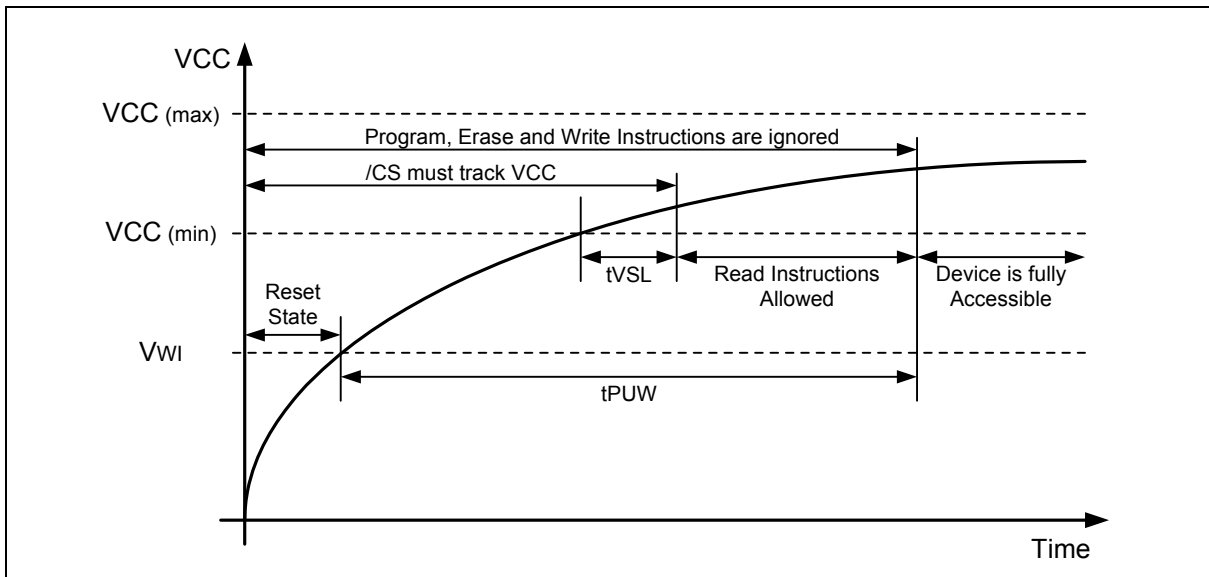 VCC
VCC (max)
Program, Erase and Write Instructions are ignored
/CS must track VCC
VCC (min)
tVSL
Read Instructions
Allowed
Device is fully
Accessible
Reset
State
VWI
tPUW
Time